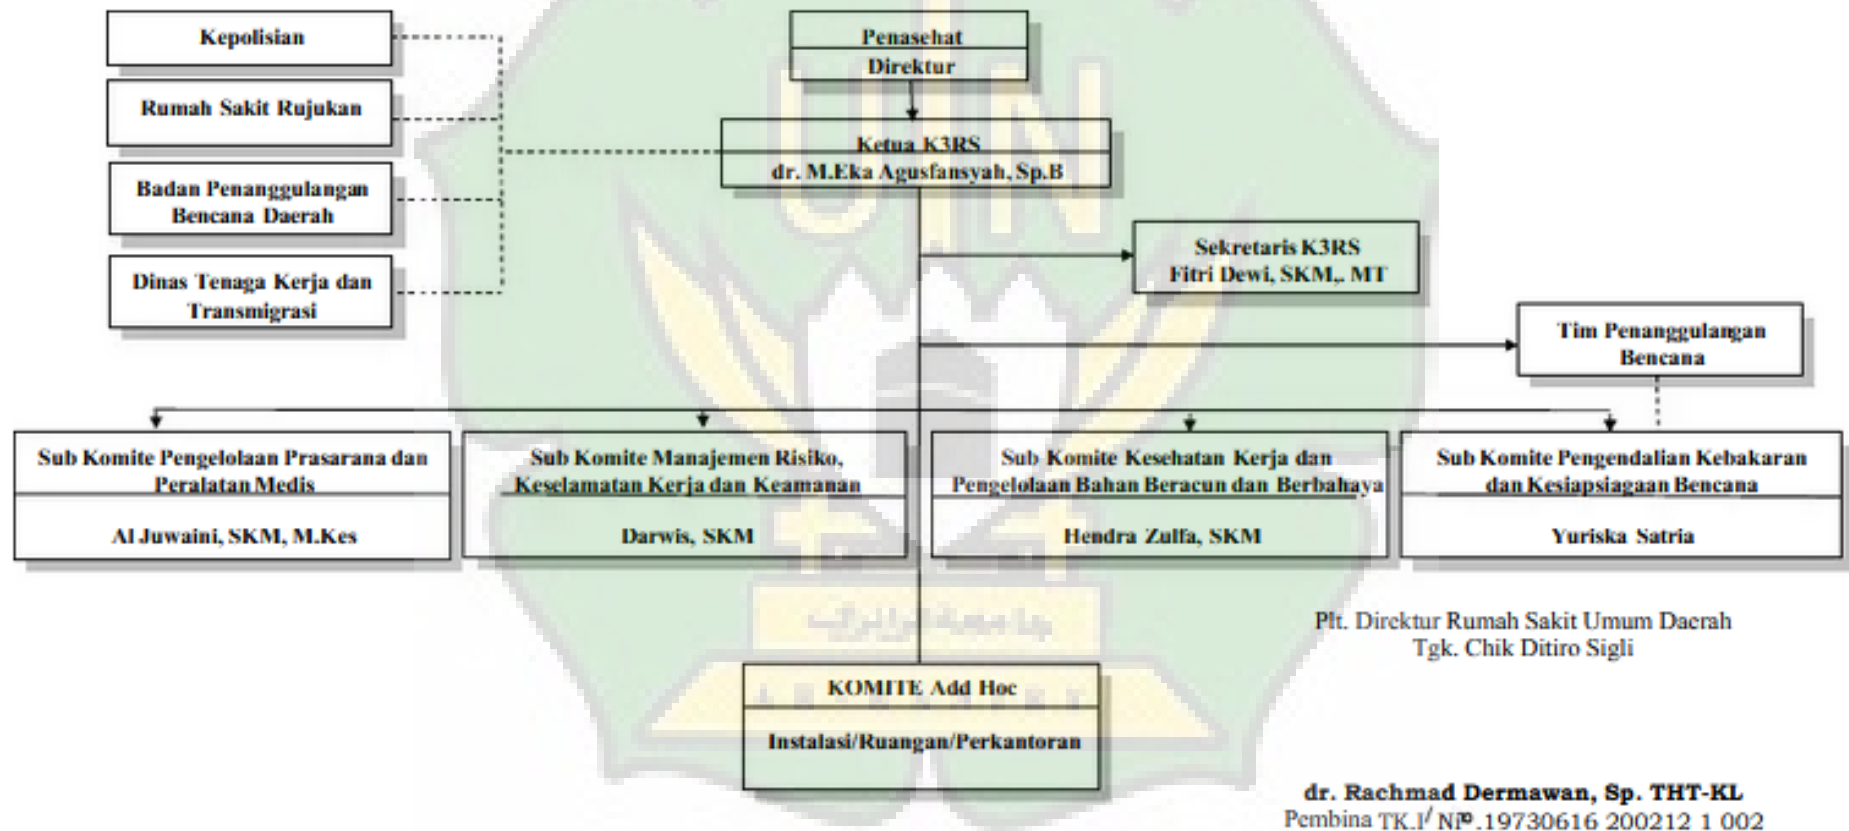 Kepolisian
Rumah Sakit Rujukan
Badan Penanggulangan
Bencana Daerah
Dinas Tenaga Kerja dan
Transmigrasi
Penasehat
Direktur
Ketua K3RS
dr. M.Eka Agusfansyah, Sp.B
Sekretaris K3RS
Fitri Dewi, SKM,. MT
Tim Penanggulangan
Bencana
Sub Komite Pengelolaan Prasarana dan
Peralatan Medis
Al Juwaini, SKM, M.Kes
Sub Komite Manajemen Risiko,
Keselamatan Kerja dan Keamanan
Darwis, SKM
Sub Komite Kesehatan Kerja dan
Pengelolaan Bahan Beracun dan Berbahaya
Hendra Zulfa, SKM
Sub Komite Pengendalian Kebakaran
dan Kesiapsiagaan Bencana
Yuriska Satria
UIN
KOMITE Add Hoc
Instalasi/Ruangan/Perkantoran
Plt. Direktur Rumah Sakit Umum Daerah
Tgk. Chik Ditiro Sigli
dr. Rachmad Dermawan, Sp. THT-KL
Pembina TK.I/ .19730616 200212 1 002